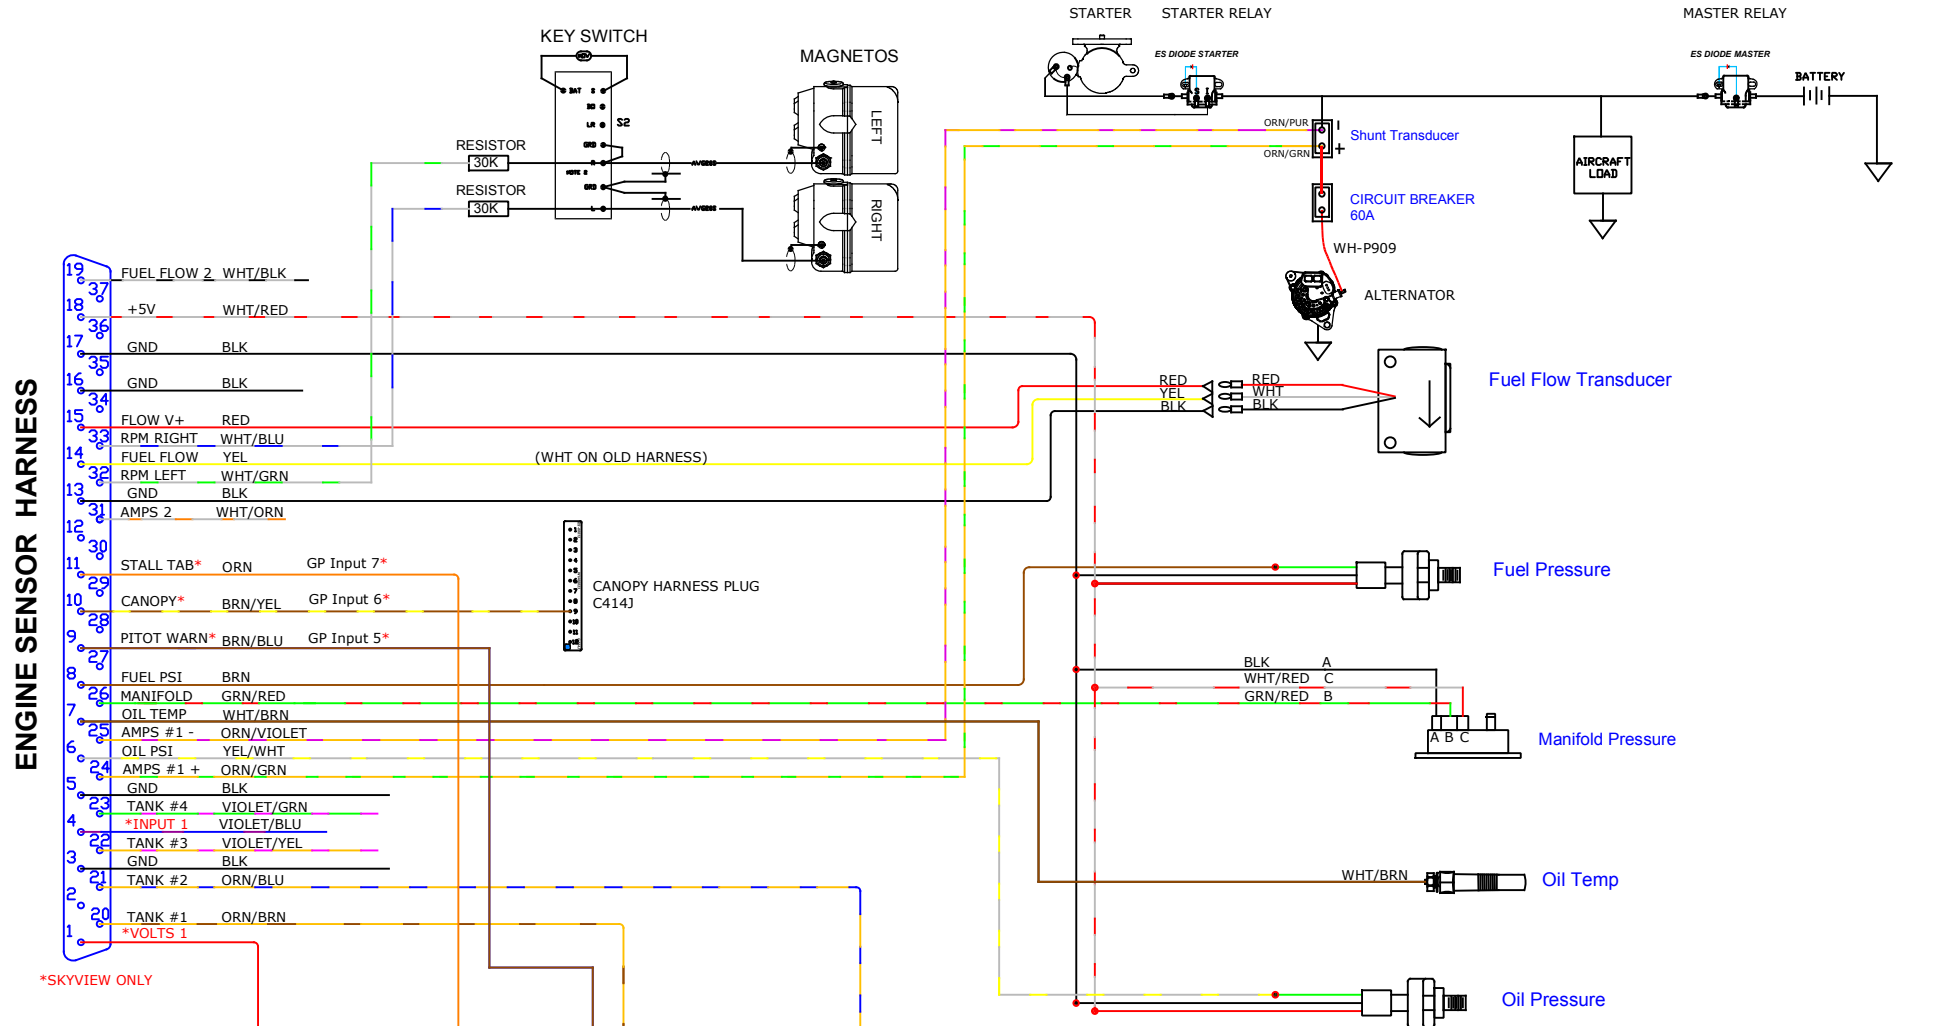 STARTER
STARTER RELAY
MASTER RELAY
KEY SWITCH
MAGNETOS
ES DIODE STARTER
ES DIODE MASTER
BATTERY
BAT
S
LR
S2
GRD
R
NOTE 2
GRD
L
LEFT
RIGHT
RESISTOR
30K
RESISTOR
30K
S I
ORN/PUR
-
Shunt Transducer
ORN/GRN
+
AIRCRAFT
LOAD
CIRCUIT BREAKER
60A
WH-P909
ALTERNATOR
ENGINE SENSOR HARNESS
19 FUEL FLOW 2 WHT/BLK
37
18 +5V WHT/RED
36
17 GND BLK
35
16 GND BLK
34
15 FLOW V+ RED
33 RPM RIGHT WHT/BLU
14 FUEL FLOW YEL (WHT ON OLD HARNESS)
32 RPM LEFT WHT/GRN
13 GND BLK
31 AMPS 2 WHT/ORN
12
30
11 STALL TAB* ORN GP Input 7*
29
10 CANOPY* BRN/YEL GP Input 6*
28
9 PITOT WARN* BRN/BLU GP Input 5*
27
8 FUEL PSI BRN
26 MANIFOLD GRN/RED
7 OIL TEMP WHT/BRN
25 AMPS #1 - ORN/VIOLET
6 OIL PSI YEL/WHT
24 AMPS #1 + ORN/GRN
5 GND BLK
23 TANK #4 VIOLET/GRN
4 *INPUT 1 VIOLET/BLU
22 TANK #3 VIOLET/YEL
3 GND BLK
21 TANK #2 ORN/BLU
2
20 TANK #1 ORN/BRN
1 *VOLTS 1
*SKYVIEW ONLY
CANOPY HARNESS PLUG
C414J
RED RED
YEL WHT
BLK BLK
Fuel Flow Transducer
Fuel Pressure
BLK A
WHT/RED C
GRN/RED B
A B C
Manifold Pressure
WHT/BRN
Oil Temp
Oil Pressure